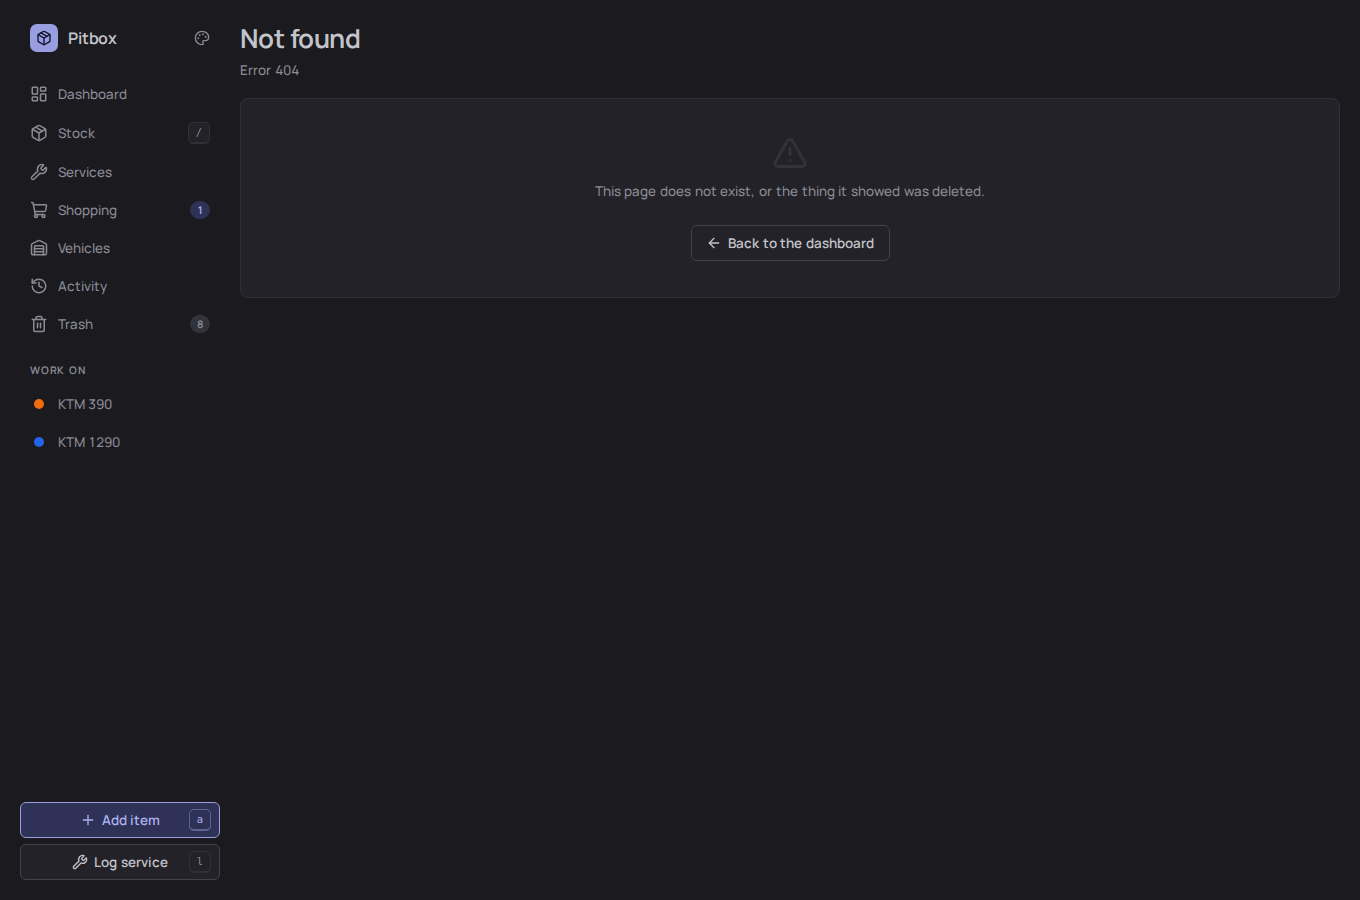 Pitbox
Dashboard
Stock /
Services
Shopping 1
Vehicles
Activity
Trash 8
WORK ON
KTM 390
KTM 1290
Add item a
Log service l
Not found
Error 404
This page does not exist, or the thing it showed was deleted.
Back to the dashboard